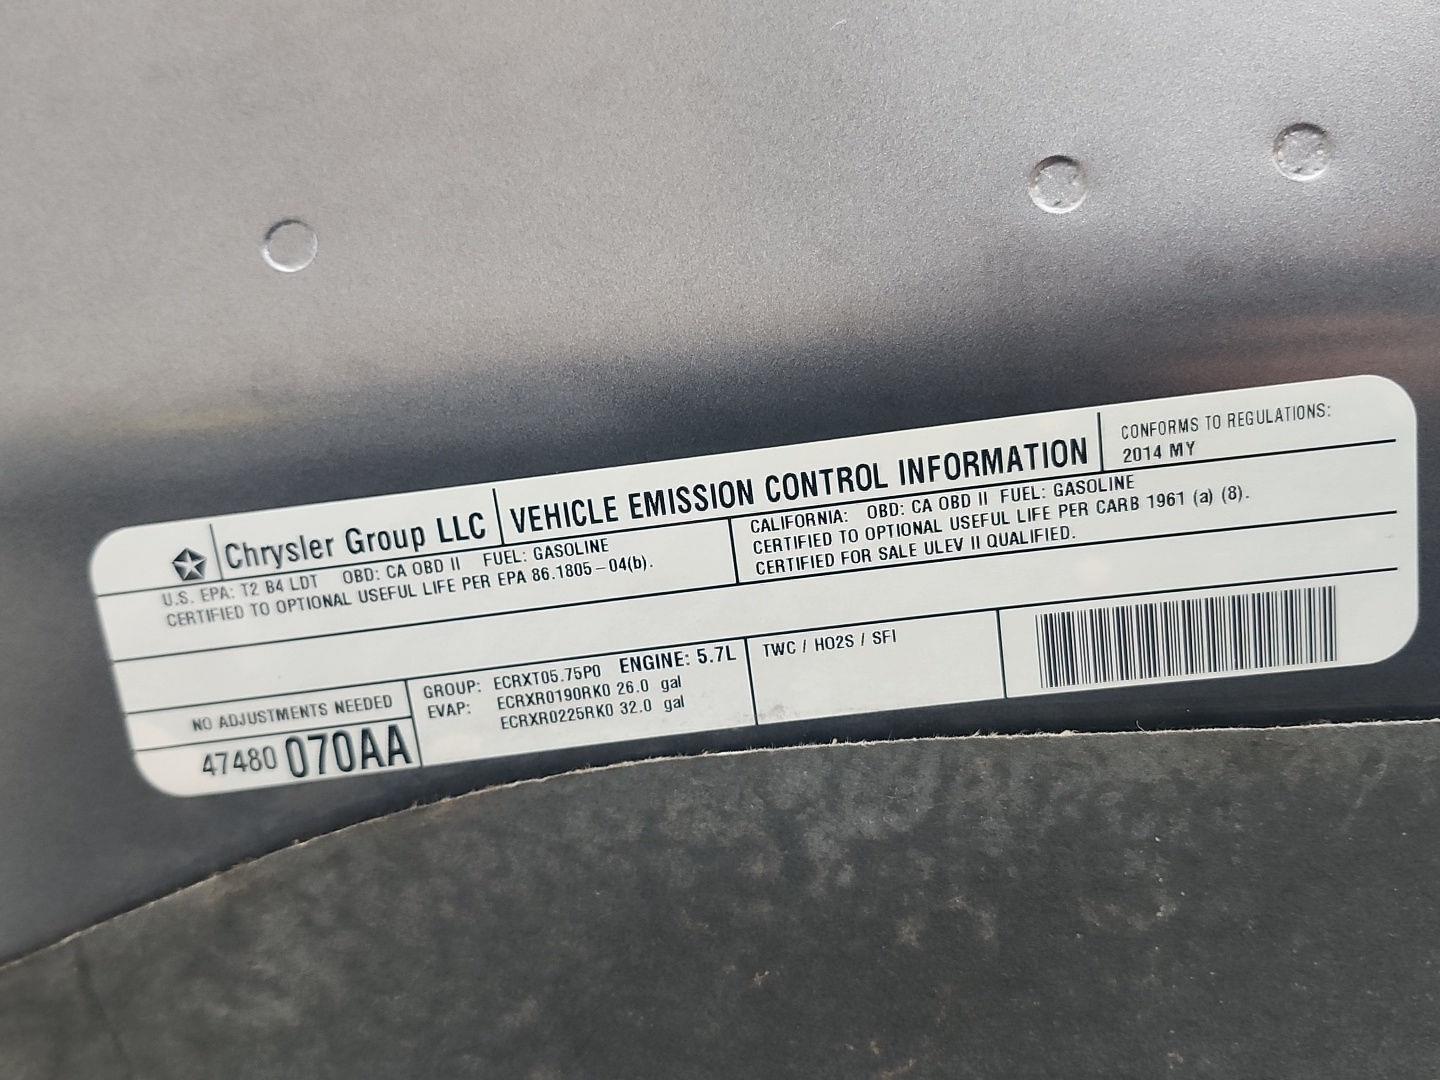 Chrysler Group LLC
VEHICLE EMISSION CONTROL INFORMATION
CONFORMS TO REGULATIONS:
2014 MY
U.S. EPA: T2 B4 LDT OBD: CA OBD II FUEL: GASOLINE
CERTIFIED TO OPTIONAL USEFUL LIFE PER EPA 86.1805-04(b).
CALIFORNIA: OBD: CA OBD II FUEL: GASOLINE
CERTIFIED TO OPTIONAL USEFUL LIFE PER CARB 1961 (a) (8).
CERTIFIED FOR SALE ULEV II QUALIFIED.
NO ADJUSTMENTS NEEDED
47480 070AA
GROUP: ECRXT05.75P0 ENGINE: 5.7L
EVAP: ECRXR0190RK0 26.0 gal
ECRXR0225RK0 32.0 gal
TWC / HO2S / SFI